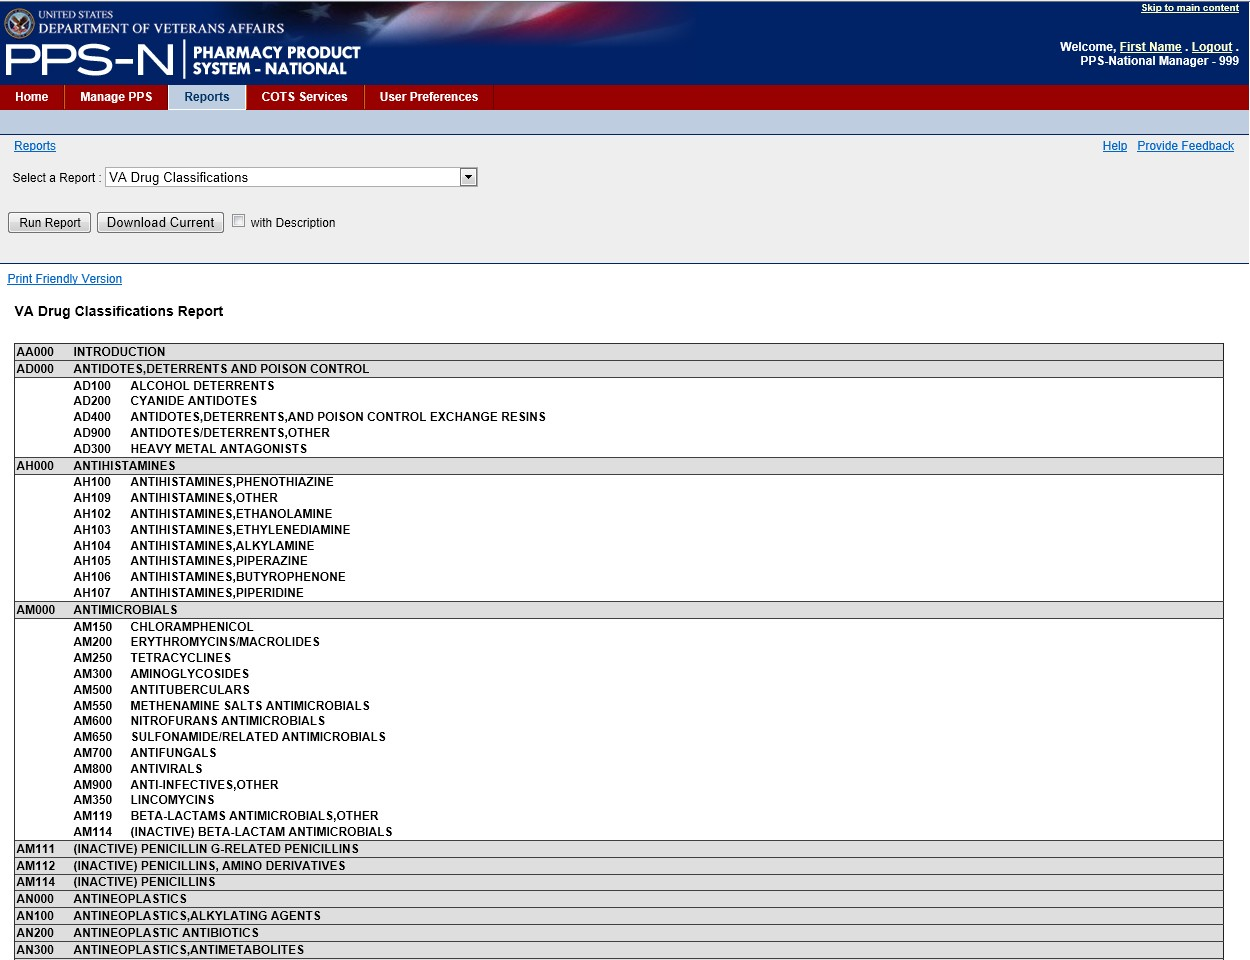 Skip to main content
UNITED STATES
DEPARTMENT OF VETERANS AFFAIRS
PPS-N | PHARMACY PRODUCT
SYSTEM - NATIONAL
Welcome, First Name . Logout .
PPS-National Manager - 999
Home Manage PPS Reports COTS Services User Preferences
Reports Help Provide Feedback
Select a Report : VA Drug Classifications
Run Report Download Current with Description
Print Friendly Version
VA Drug Classifications Report
AA000 INTRODUCTION
AD000 ANTIDOTES,DETERRENTS AND POISON CONTROL
AD100 ALCOHOL DETERRENTS
AD200 CYANIDE ANTIDOTES
AD400 ANTIDOTES,DETERRENTS,AND POISON CONTROL EXCHANGE RESINS
AD900 ANTIDOTES/DETERRENTS,OTHER
AD300 HEAVY METAL ANTAGONISTS
AH000 ANTIHISTAMINES
AH100 ANTIHISTAMINES,PHENOTHIAZINE
AH109 ANTIHISTAMINES,OTHER
AH102 ANTIHISTAMINES,ETHANOLAMINE
AH103 ANTIHISTAMINES,ETHYLENEDIAMINE
AH104 ANTIHISTAMINES,ALKYLAMINE
AH105 ANTIHISTAMINES,PIPERAZINE
AH106 ANTIHISTAMINES,BUTYROPHENONE
AH107 ANTIHISTAMINES,PIPERIDINE
AM000 ANTIMICROBIALS
AM150 CHLORAMPHENICOL
AM200 ERYTHROMYCINS/MACROLIDES
AM250 TETRACYCLINES
AM300 AMINOGLYCOSIDES
AM500 ANTITUBERCULARS
AM550 METHENAMINE SALTS ANTIMICROBIALS
AM600 NITROFURANS ANTIMICROBIALS
AM650 SULFONAMIDE/RELATED ANTIMICROBIALS
AM700 ANTIFUNGALS
AM800 ANTIVIRALS
AM900 ANTI-INFECTIVES,OTHER
AM350 LINCOMYCINS
AM119 BETA-LACTAMS ANTIMICROBIALS,OTHER
AM114 (INACTIVE) BETA-LACTAM ANTIMICROBIALS
AM111 (INACTIVE) PENICILLIN G-RELATED PENICILLINS
AM112 (INACTIVE) PENICILLINS, AMINO DERIVATIVES
AM114 (INACTIVE) PENICILLINS
AN000 ANTINEOPLASTICS
AN100 ANTINEOPLASTICS,ALKYLATING AGENTS
AN200 ANTINEOPLASTIC ANTIBIOTICS
AN300 ANTINEOPLASTICS,ANTIMETABOLITES